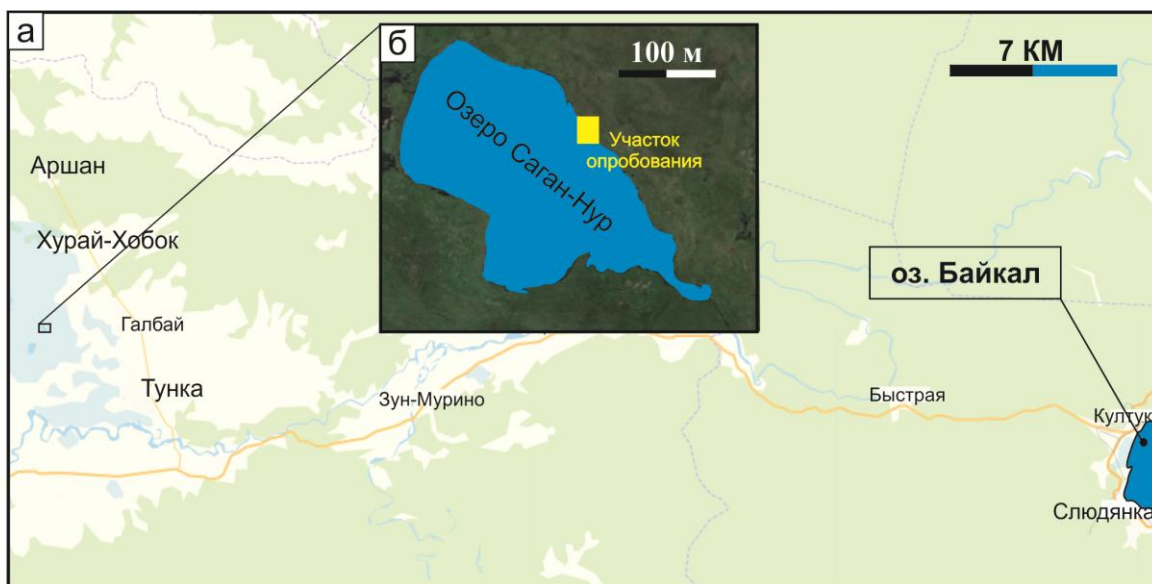 а
б
100 м
7 КМ
Озеро Саган-Нур
Участок
опробования
Аршан
Хурай-Хобок
оз. Байкал
Галбай
Тунка
Зун-Мурино
Быстрая
Култук
Слюдянка